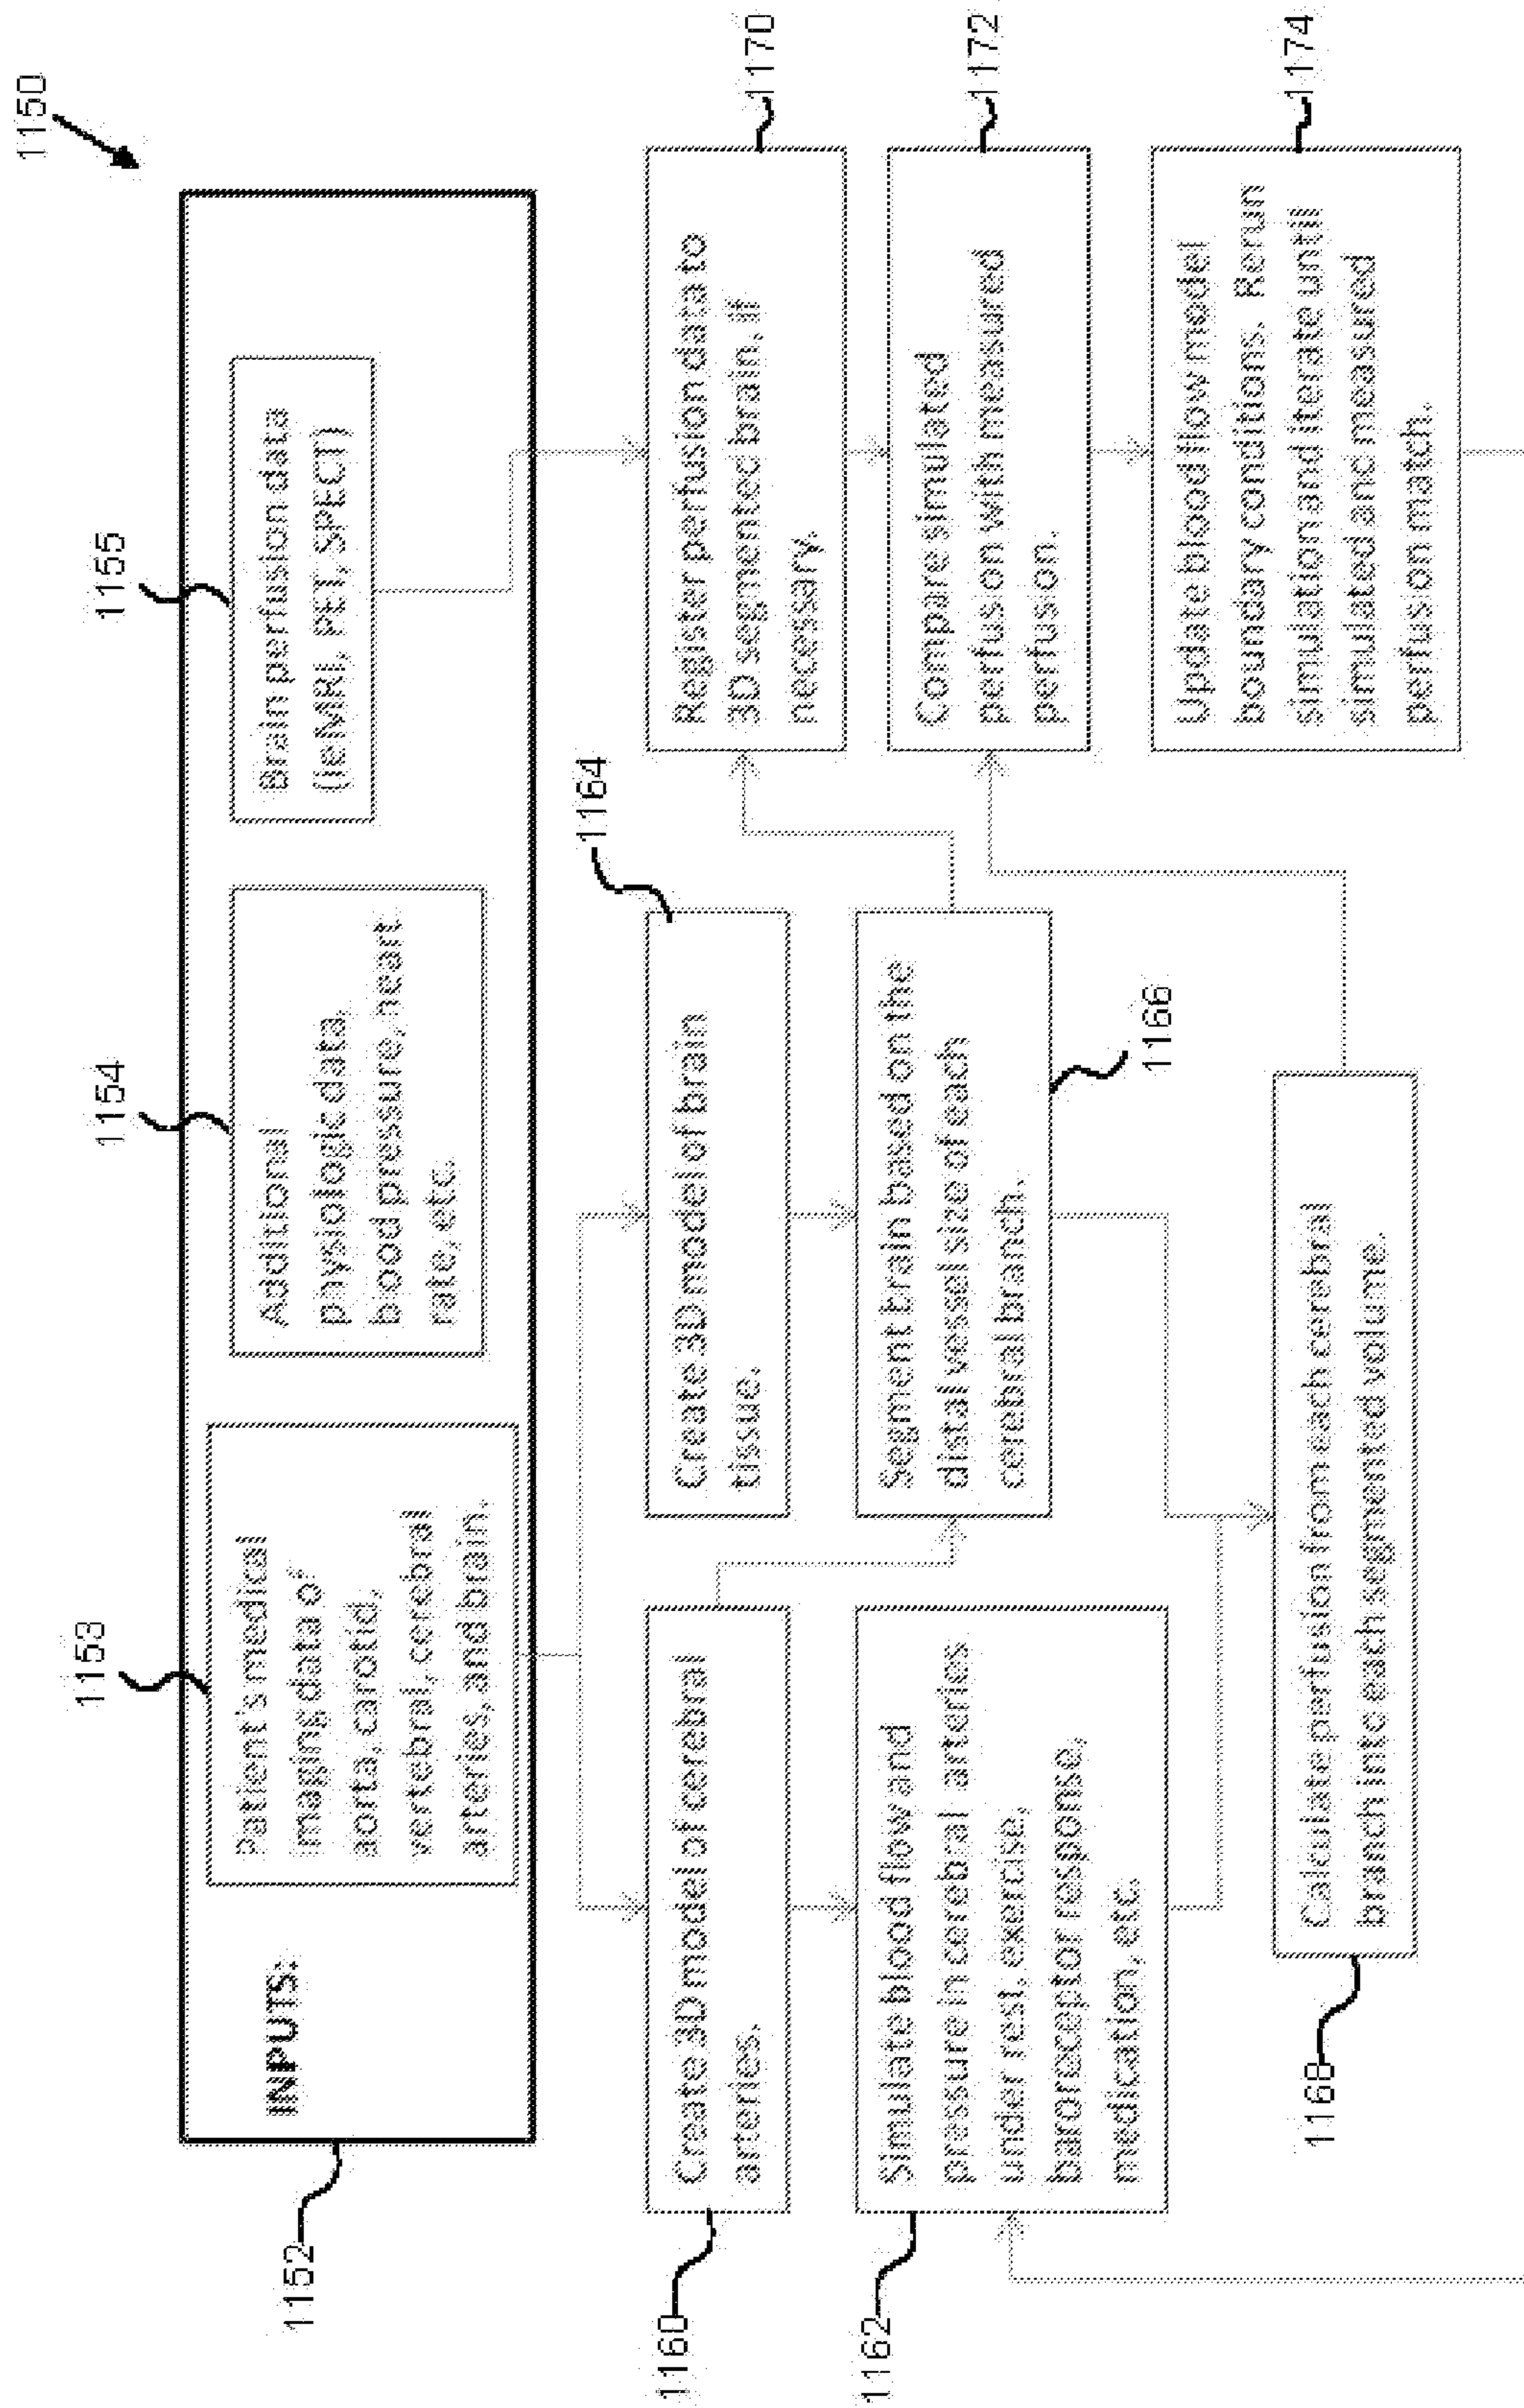 1150
1152
INPUTS:
1153
Patient's medical
imaging data of
aorta, carotid,
vertebral, cerebral
arteries, and brain.
1154
Additional
physiologic data,
blood pressure, heart
rate, etc.
1155
Brain perfusion data
(ie MRI, PET, SPECT)
1160
Create 3D model of cerebral
arteries.
1164
Create 3D model of brain
tissue.
1170
Register perfusion data to
3D segmented brain, if
necessary.
1162
Simulate blood flow and
pressure in cerebral arteries
under rest, exercise,
baroreceptor response,
medication, etc.
Segment brain based on the
distal vessel size of each
cerebral branch.
1166
Compare simulated
perfusion with measured
perfusion.
1172
1168
Calculate perfusion from each cerebral
branch into each segmented volume.
Update blood flow model
boundary conditions. Rerun
simulation and iterate until
simulated and measured
perfusion match.
1174